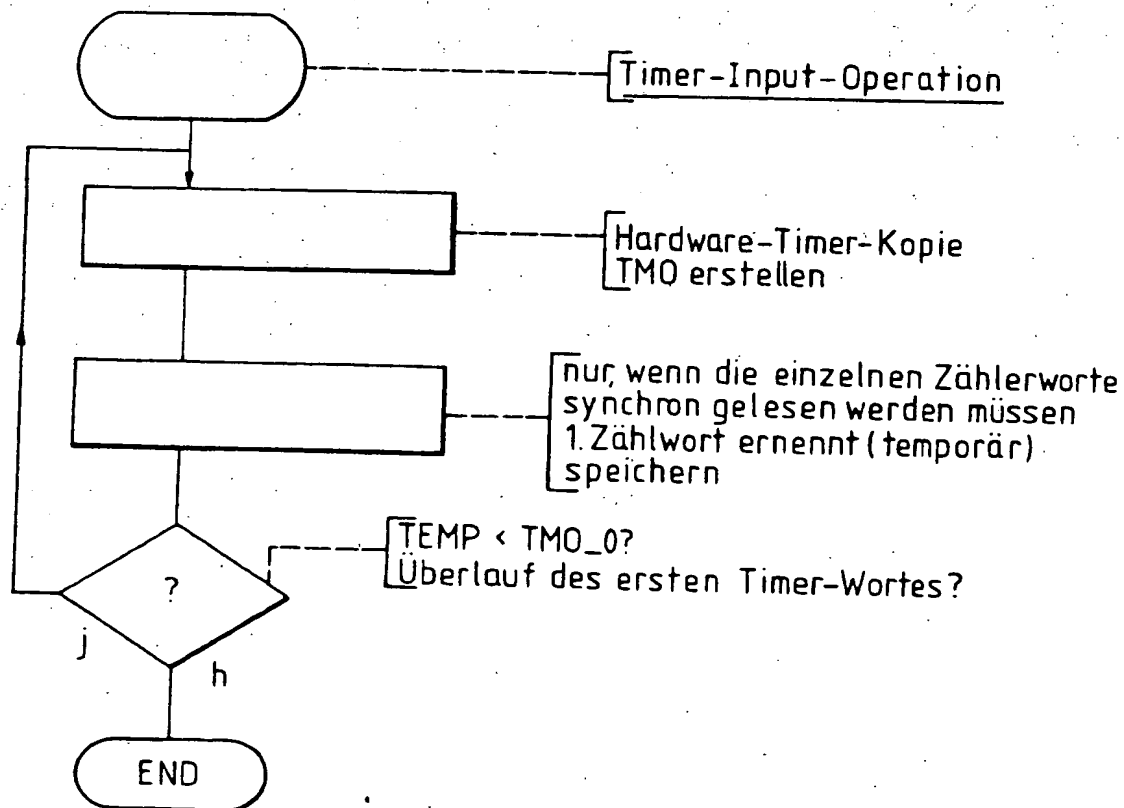 Timer-Input-Operation
Hardware-Timer-Kopie
TMO erstellen
nur, wenn die einzelnen Zählerworte
synchron gelesen werden müssen
1. Zählwort ernennt (temporär)
speichern
TEMP < TMO_0?
Überlauf des ersten Timer-Wortes?
?
j
h
END